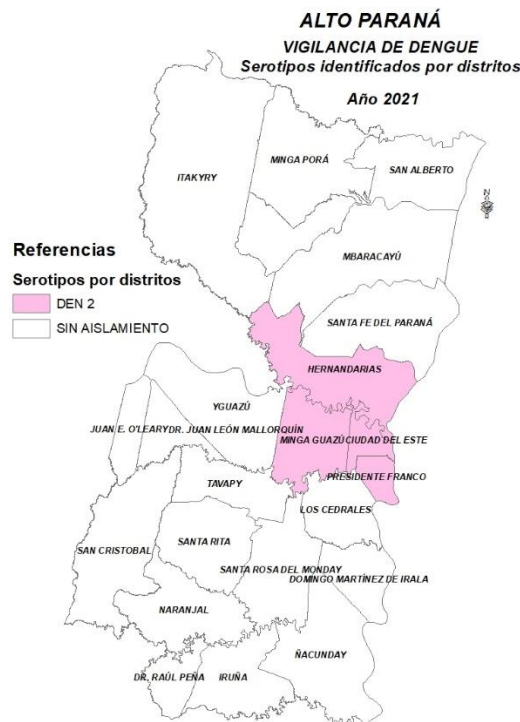 ALTO PARANÁ
VIGILANCIA DE DENGUE
Serotipos identificados por distritos
Año 2021
MINGA PORÁ
SAN ALBERTO
ITAKYRY
N
MBARACAYÚ
Referencias
Serotipos por distritos
DEN 2
SIN AISLAMIENTO
SANTA FE DEL PARANÁ
HERNANDARIAS
YGUAZÚ
JUAN E. O'LEARY
DR. JUAN LEÓN MALLORQUÍN
MINGA GUAZÚ
CIUDAD DEL ESTE
PRESIDENTE FRANCO
TAVAPY
LOS CEDRALES
SAN CRISTOBAL
SANTA RITA
SANTA ROSA DEL MONDAY
DOMINGO MARTÍNEZ DE IRALA
NARANJAL
ÑACUNDAY
DR. RAÚL PEÑA
IRUÑA